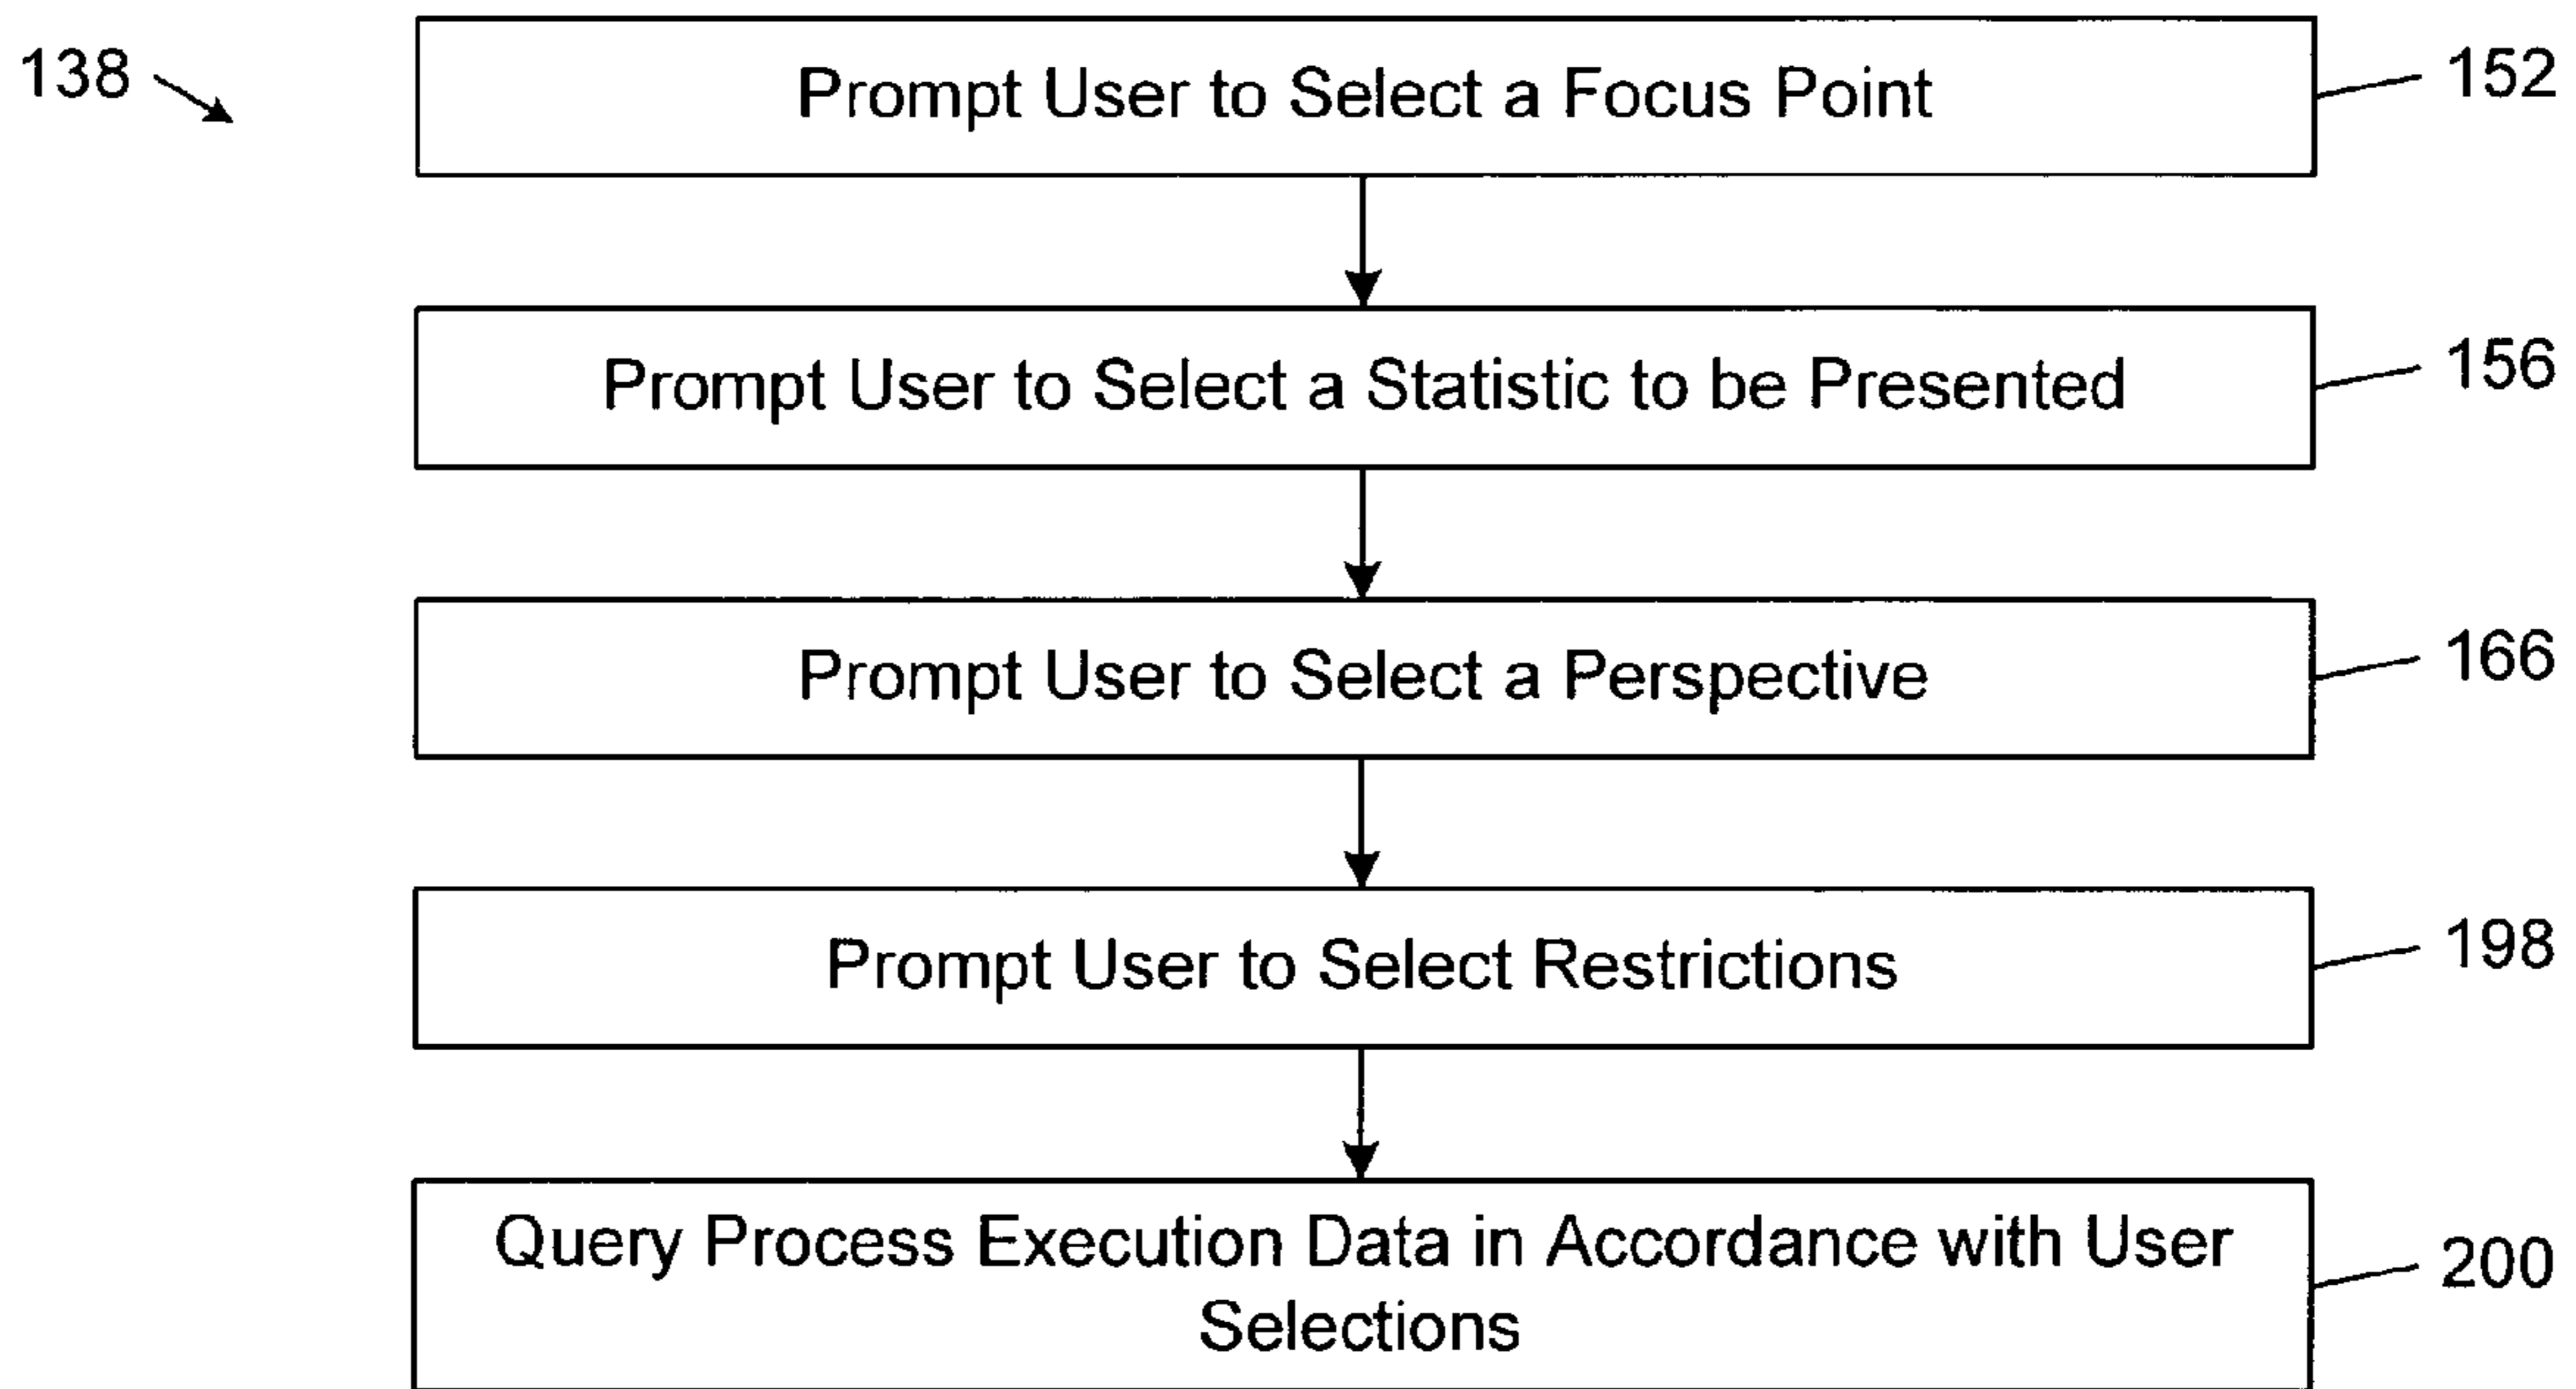 138
Prompt User to Select a Focus Point
152
Prompt User to Select a Statistic to be Presented
156
Prompt User to Select a Perspective
166
Prompt User to Select Restrictions
198
Query Process Execution Data in Accordance with User
Selections
200